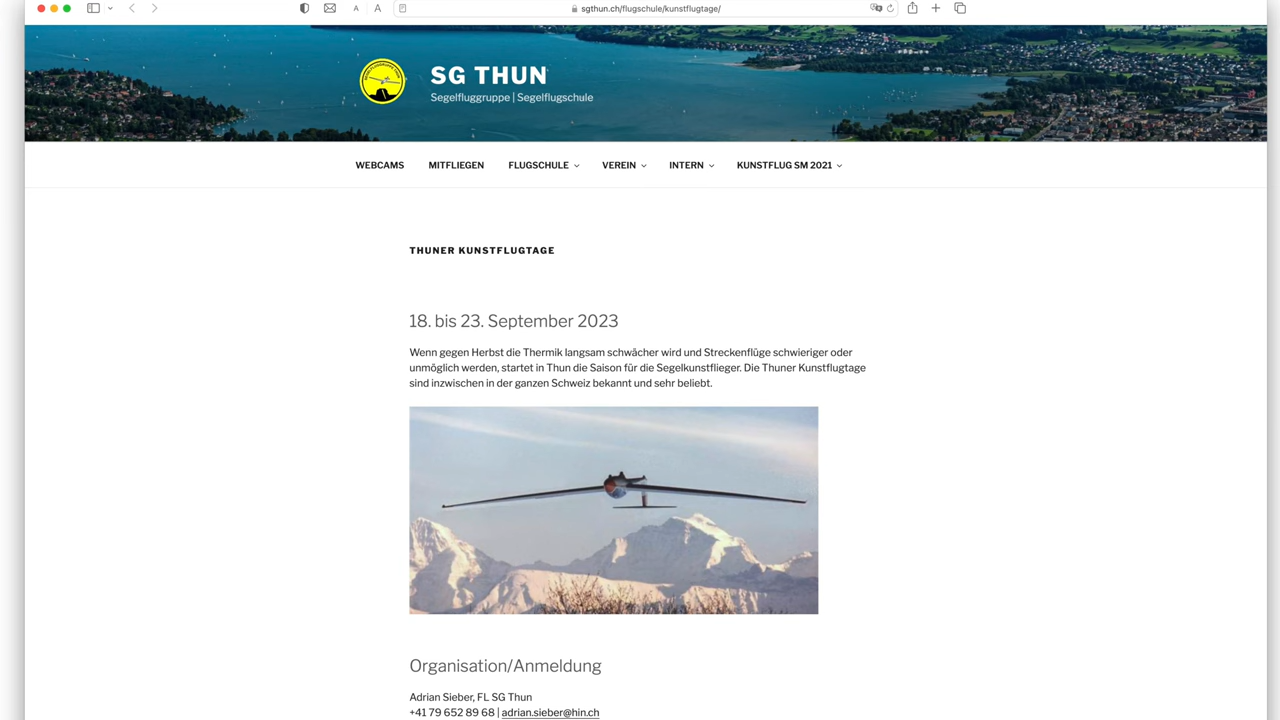 A A
sgthun.ch/flugschule/kunstflugtage/
SG THUN
Segelfluggruppe | Segelflugschule
WEBCAMS MITFLIEGEN FLUGSCHULE VEREIN INTERN KUNSTFLUG SM 2021
THUNER KUNSTFLUGTAGE
18. bis 23. September 2023
Wenn gegen Herbst die Thermik langsam schwächer wird und Streckenflüge schwieriger oder
unmöglich werden, startet in Thun die Saison für die Segelkunstflieger. Die Thuner Kunstflugtage
sind inzwischen in der ganzen Schweiz bekannt und sehr beliebt.
Organisation/Anmeldung
Adrian Sieber, FL SG Thun
+41 79 652 89 68 | adrian.sieber@hin.ch